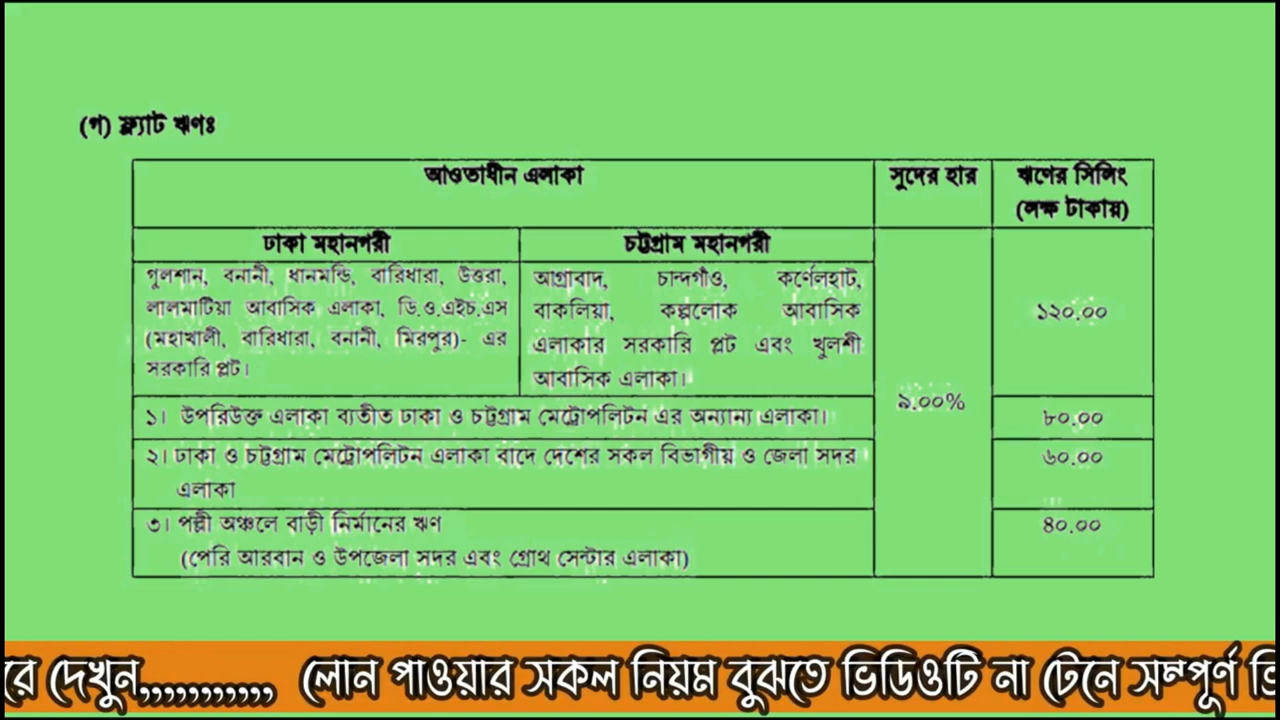 (গ) ফ্ল্যাট ঋণঃ
আওতাধীন এলাকা
সুদের হার
ঋণের সিলিং
(লক্ষ টাকায়)
ঢাকা মহানগরী
চট্টগ্রাম মহানগরী
গুলশান, বনানী, ধানমন্ডি, বারিধারা, উত্তরা,
লালমাটিয়া আবাসিক এলাকা, ডি.ও.এইচ.এস
(মহাখালী, বারিধারা, বনানী, মিরপুর)- এর
সরকারি প্লট।
আগ্রাবাদ, চান্দগাঁও, কর্ণেলহাট,
বাকলিয়া, কল্পলোক আবাসিক
এলাকার সরকারি প্লট এবং খুলশী
আবাসিক এলাকা।
৯.০০%
১২০.০০
১। উপরিউক্ত এলাকা ব্যতীত ঢাকা ও চট্টগ্রাম মেট্রোপলিটন এর অন্যান্য এলাকা।
৮০.০০
২। ঢাকা ও চট্টগ্রাম মেট্রোপলিটন এলাকা বাদে দেশের সকল বিভাগীয় ও জেলা সদর
এলাকা
৬০.০০
৩। পল্লী অঞ্চলে বাড়ী নির্মানের ঋণ
(পেরি আরবান ও উপজেলা সদর এবং গ্রোথ সেন্টার এলাকা)
৪০.০০
রে দেখুন,,,,,,,,,,, লোন পাওয়ার সকল নিয়ম বুঝতে ভিডিওটি না টেনে সম্পূর্ণ ভি